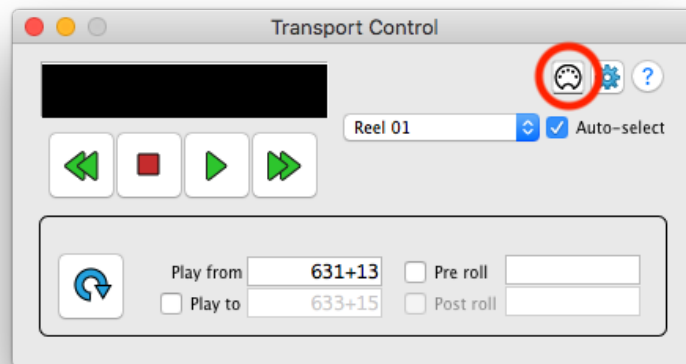 Transport Control
?
Reel 01
Auto-select
Play from 631+13 Pre roll
Play to 633+15 Post roll